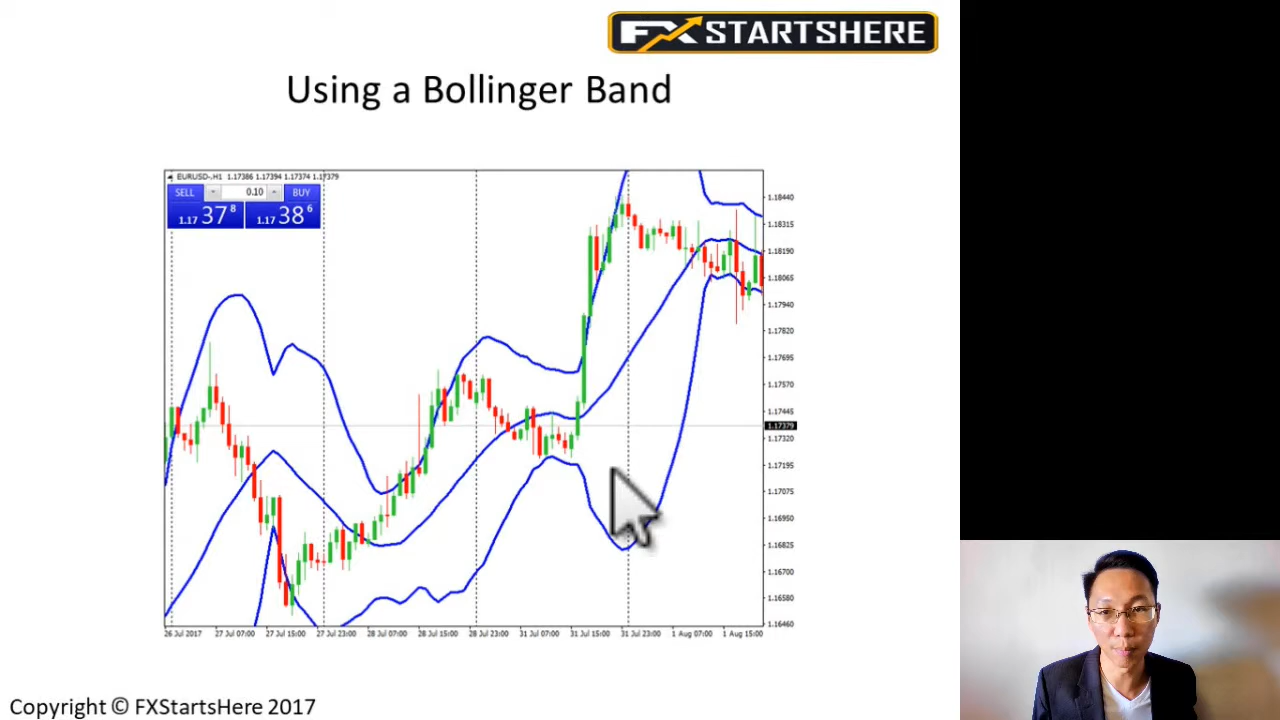 FX STARTSHERE
Using a Bollinger Band
EURUSD-,H1 1.17386 1.17394 1.17374 1.17379
SELL 0.10 BUY
1.17 37 8 1.17 38 6
1.18440
1.18315
1.18190
1.18065
1.17940
1.17820
1.17695
1.17570
1.17445
1.17379
1.17320
1.17195
1.17075
1.16950
1.16825
1.16700
1.16580
1.16460
26 Jul 2017 27 Jul 07:00 27 Jul 15:00 27 Jul 23:00 28 Jul 07:00 28 Jul 15:00 28 Jul 23:00 31 Jul 07:00 31 Jul 15:00 31 Jul 23:00 1 Aug 07:00 1 Aug 15:00
Copyright © FXStartsHere 2017